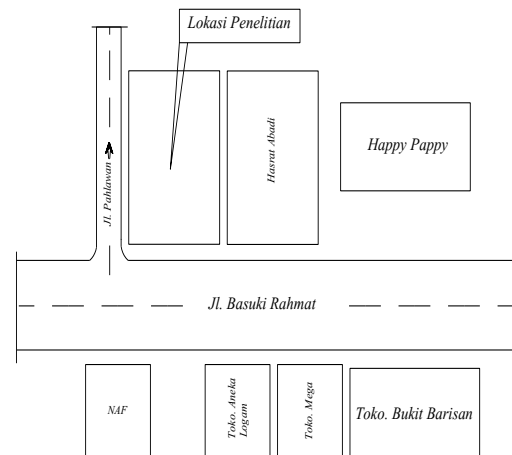 Lokasi Penelitian
Jl. Pahlawan
Hasrat Abadi
Happy Pappy
Jl. Basuki Rahmat
NAF
Toko. Aneka
Logam
Toko. Mega
Toko. Bukit Barisan